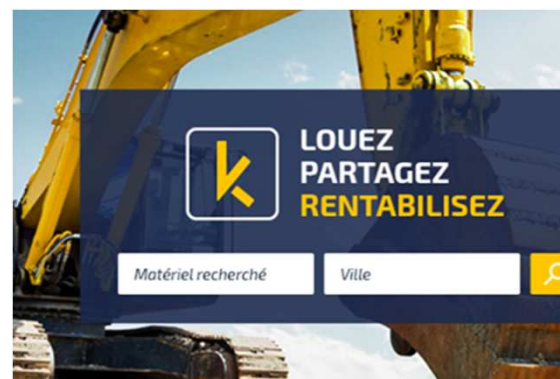 LOUEZ
PARTAGEZ
RENTABILISEZ
Matériel recherché
Ville